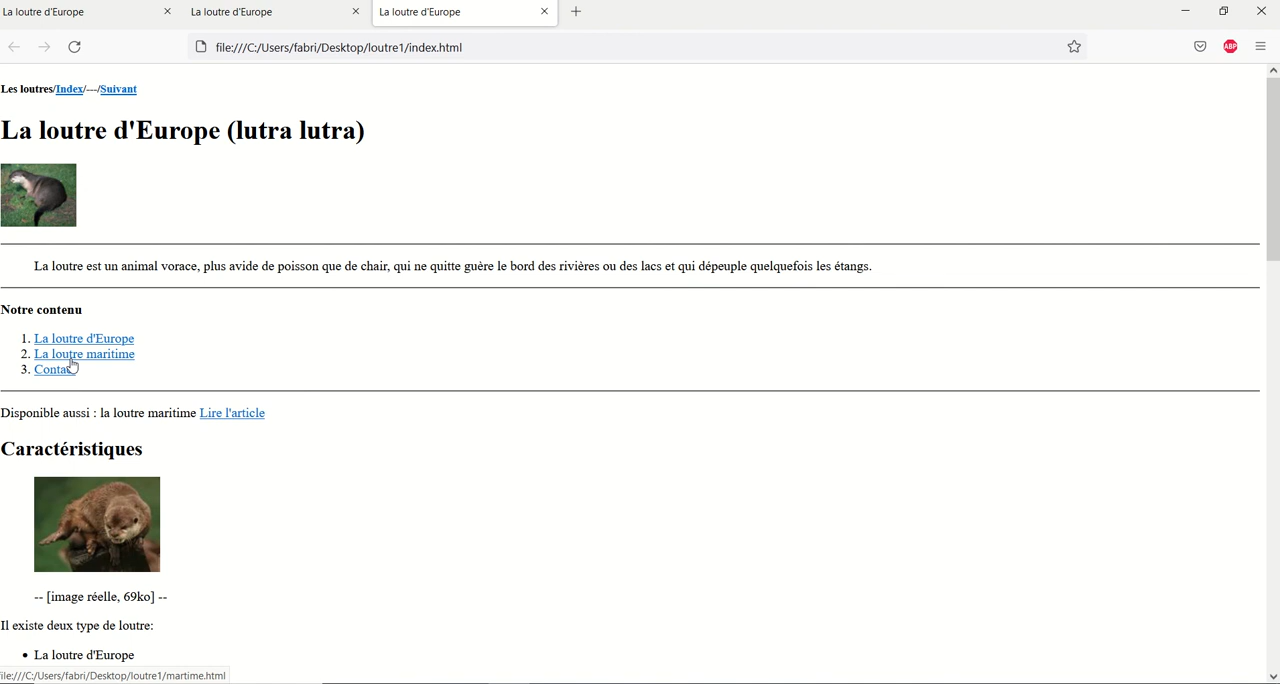 La loutre d'Europe
La loutre d'Europe
La loutre d'Europe
file:///C:/Users/fabri/Desktop/loutre1/index.html
ABP
Les loutres/Index/---/Suivant
La loutre d'Europe (lutra lutra)
La loutre est un animal vorace, plus avide de poisson que de chair, qui ne quitte guère le bord des rivières ou des lacs et qui dépeuple quelquefois les étangs.
Notre contenu
1. La loutre d'Europe
2. La loutre maritime
3. Contac
Disponible aussi : la loutre maritime Lire l'article
Caractéristiques
-- [image réelle, 69ko] --
Il existe deux type de loutre:
• La loutre d'Europe
ile:///C:/Users/fabri/Desktop/loutre1/martime.html